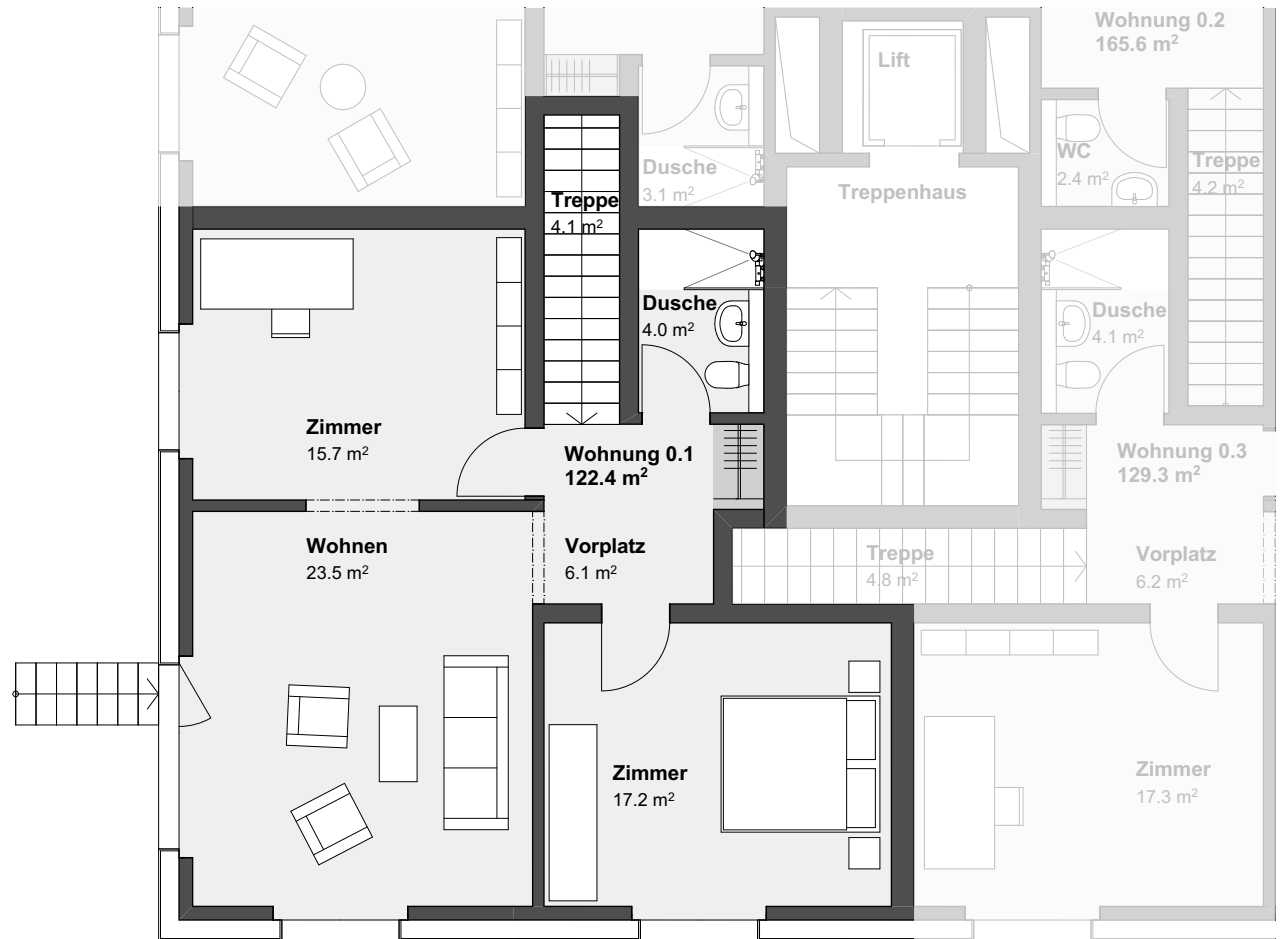 Wohnung 0.2
165.6 m²
Lift
WC
2.4 m²
Treppe
4.2 m²
Dusche
3.1 m²
Treppenhaus
Treppe
4.1 m²
Dusche
4.0 m²
Dusche
4.1 m²
Zimmer
15.7 m²
Wohnung 0.1
122.4 m²
Wohnung 0.3
129.3 m²
Wohnen
23.5 m²
Vorplatz
6.1 m²
Treppe
4.8 m²
Vorplatz
6.2 m²
Zimmer
17.2 m²
Zimmer
17.3 m²